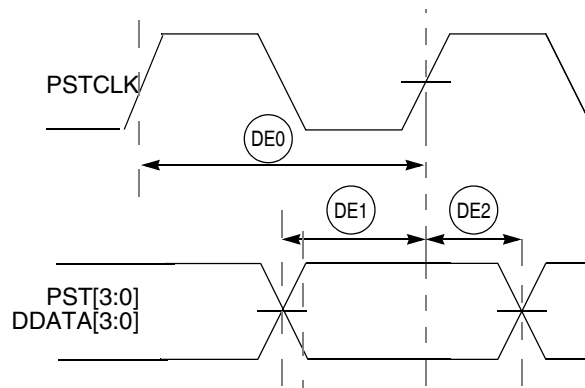 PSTCLK
DE0
DE1
DE2
PST[3:0]
DDATA[3:0]